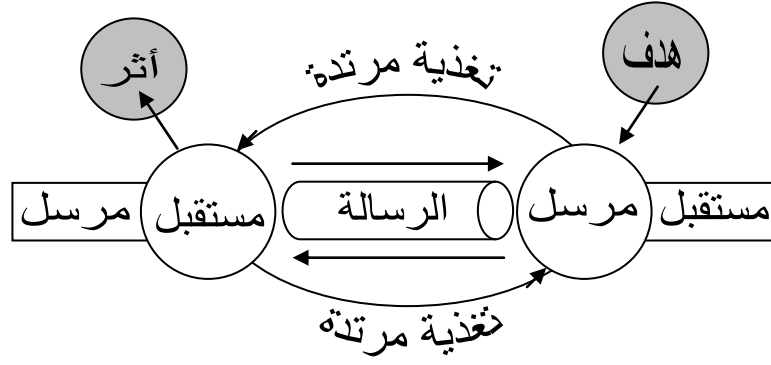 هدف
أثر
تغذية مرتدة
مستقبل
مرسل
الرسالة
مستقبل
مرسل
تغذية مرتدة